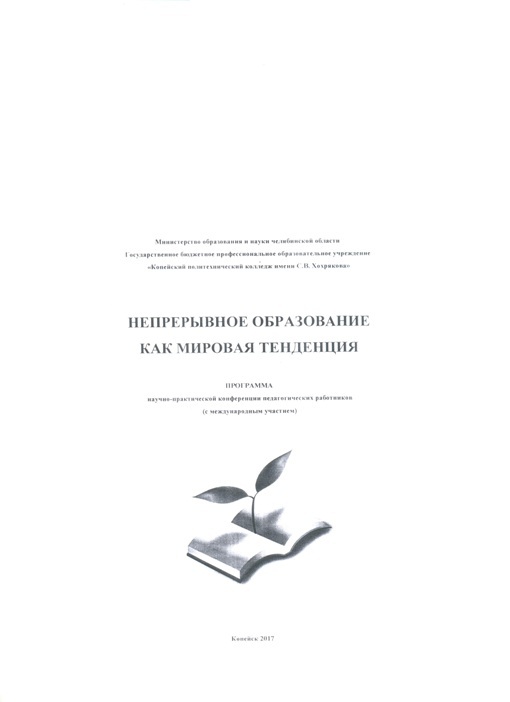 Министерство образования и науки челябинской области
Государственное бюджетное профессиональное образовательное учреждение
«Копейский политехнический колледж имени С.В. Хохрякова»
НЕПРЕРЫВНОЕ ОБРАЗОВАНИЕ
КАК МИРОВАЯ ТЕНДЕНЦИЯ
ПРОГРАММА
научно-практической конференции педагогических работников
(с международным участием)
Копейск 2017